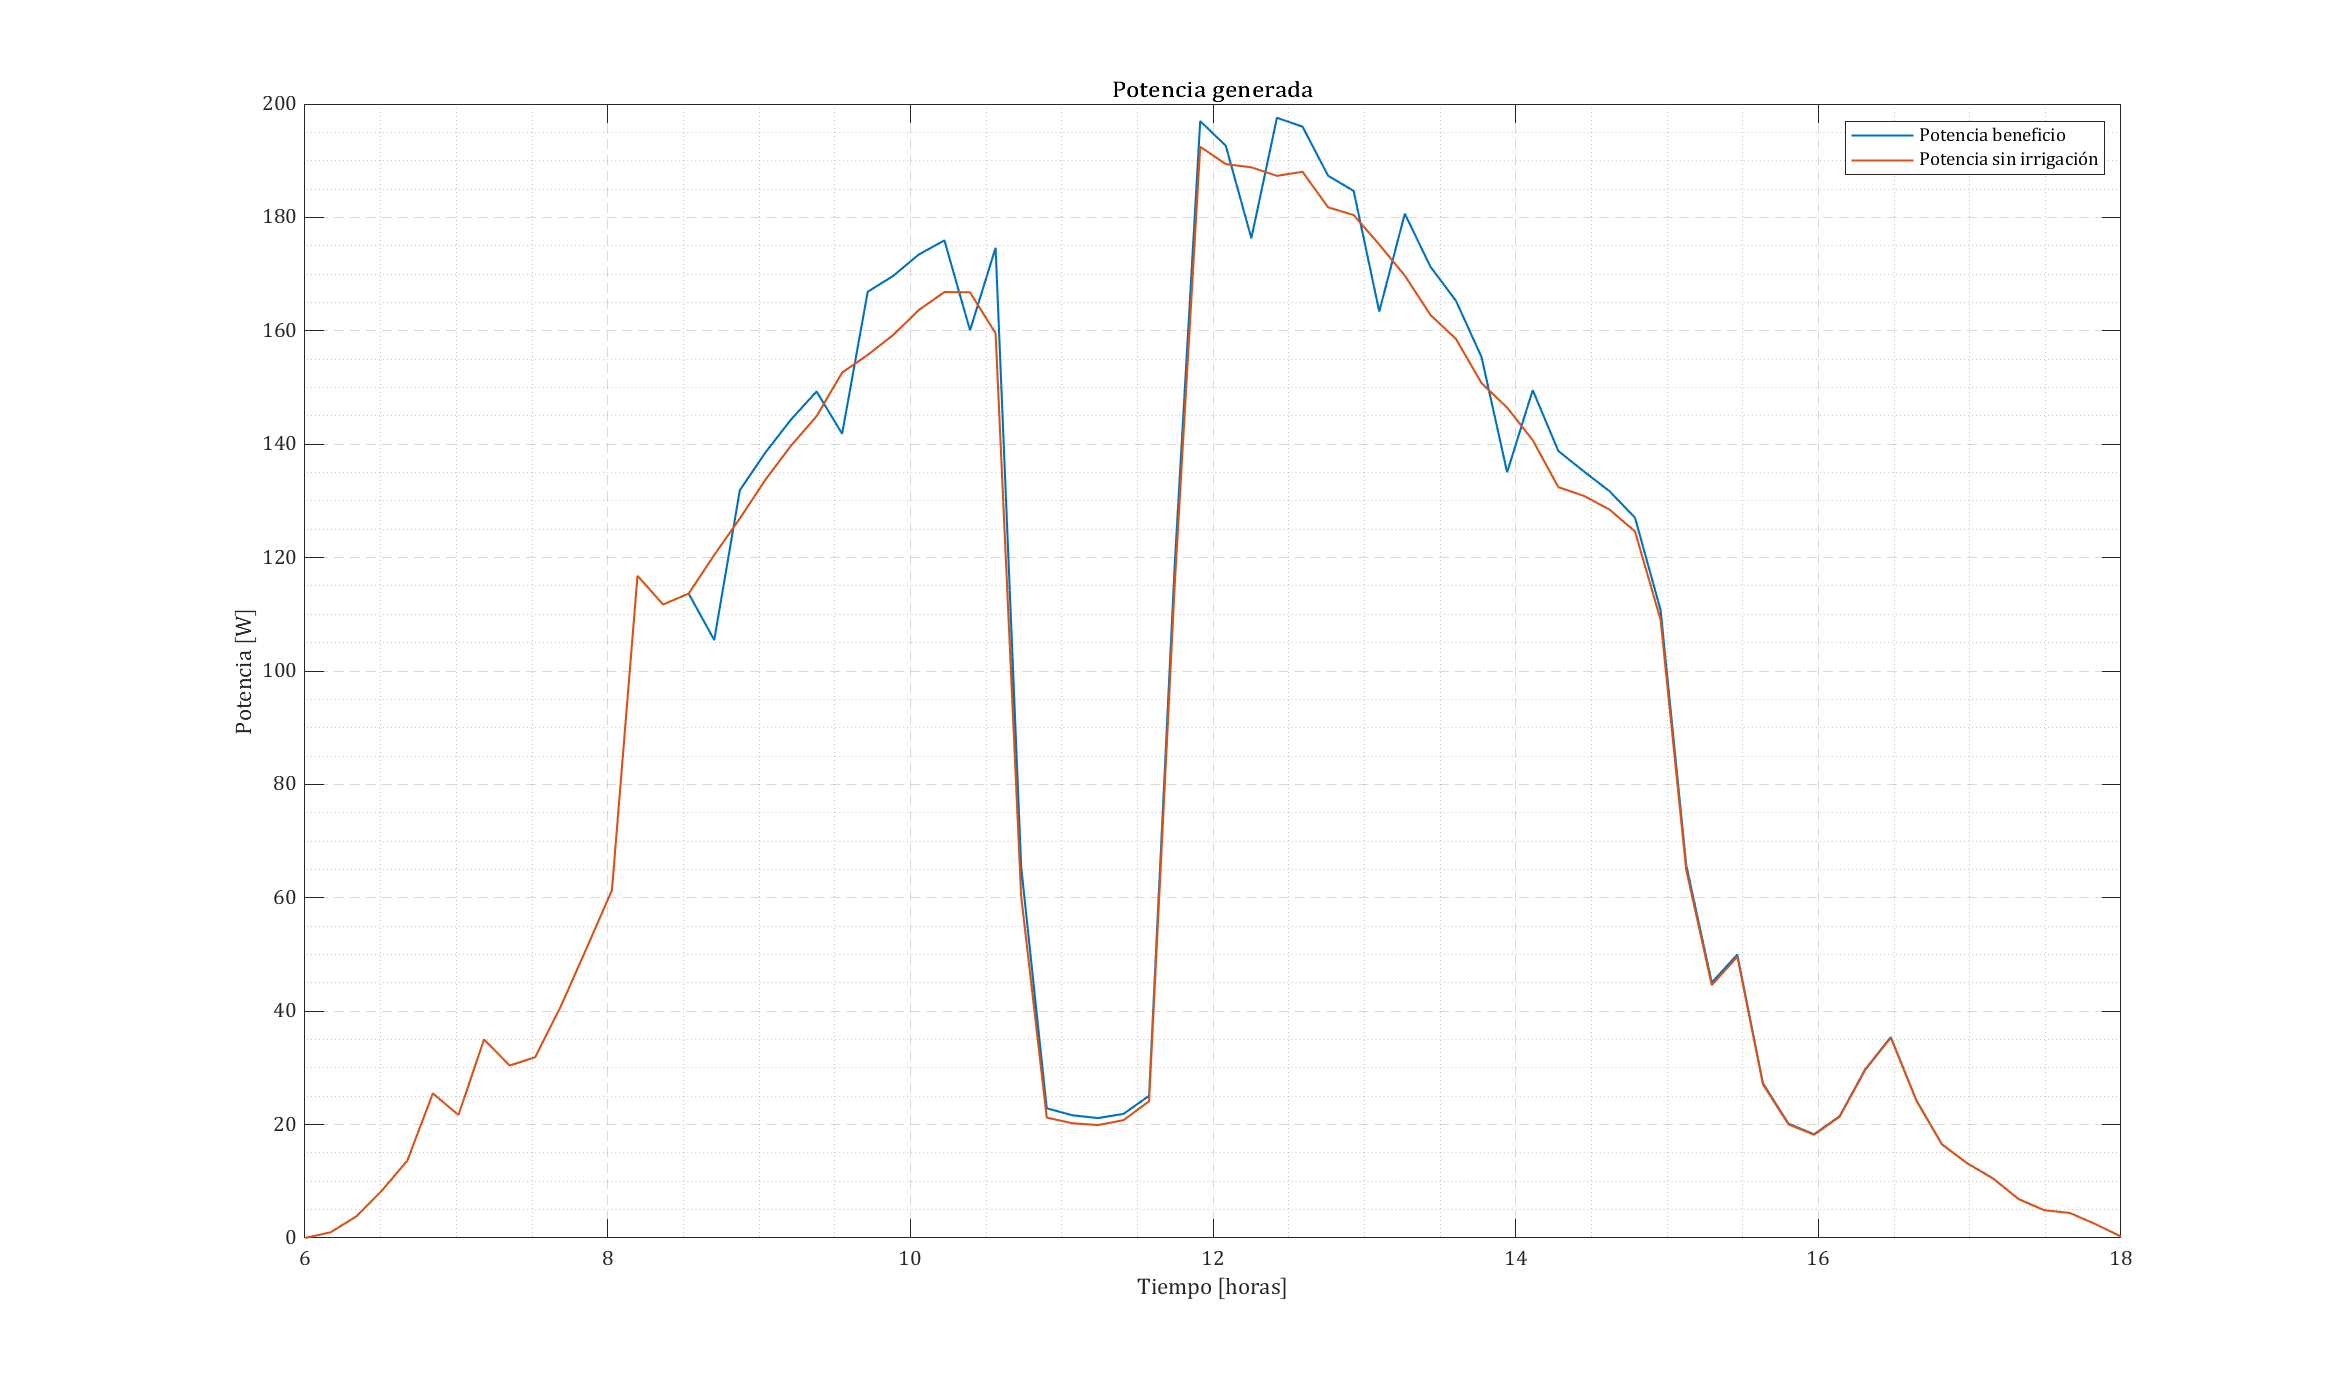 Potencia generada
200
180
160
140
120
100
80
60
40
20
0
Potencia [W]
Potencia beneficio
Potencia sin irrigación
6 8 10 12 14 16 18
Tiempo [horas]